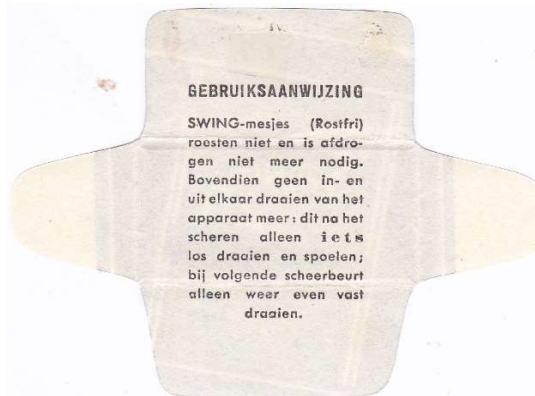 GEBRUIKSAANWIJZING
SWING-mesjes (Rostfri)
roesten niet en is afdro-
gen niet meer nodig.
Bovendien geen in- en
uit elkaar draaien van het
apparaat meer: dit na het
scheren alleen iets
los draaien en spoelen;
bij volgende scheerbeurt
alleen weer even vast
draaien.